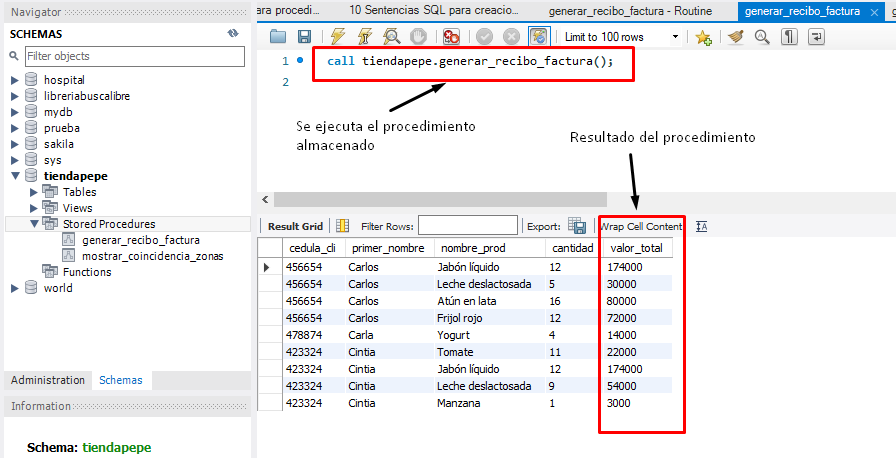 Navigator
ara procedi...
10 Sentencias SQL para creacio...
generar_recibo_factura - Routine
generar_recibo_factura
SCHEMAS
Limit to 100 rows
Filter objects
1 call tiendapepe.generar_recibo_factura();
2
hospital
libreriabuscalibre
mydb
prueba
sakila
sys
tiendapepe
Tables
Views
Stored Procedures
generar_recibo_factura
mostrar_coincidencia_zonas
Functions
world
Se ejecuta el procedimiento
almacenado
Resultado del procedimiento
Result Grid Filter Rows: Export: Wrap Cell Content
cedula_cli primer_nombre nombre_prod cantidad valor_total
456654 Carlos Jabón líquido 12 174000
456654 Carlos Leche deslactosada 5 30000
456654 Carlos Atún en lata 16 80000
456654 Carlos Frijol rojo 12 72000
478874 Carla Yogurt 4 14000
423324 Cintia Tomate 11 22000
423324 Cintia Jabón líquido 12 174000
423324 Cintia Leche deslactosada 9 54000
423324 Cintia Manzana 1 3000
Administration Schemas
Information
Schema: tiendapepe